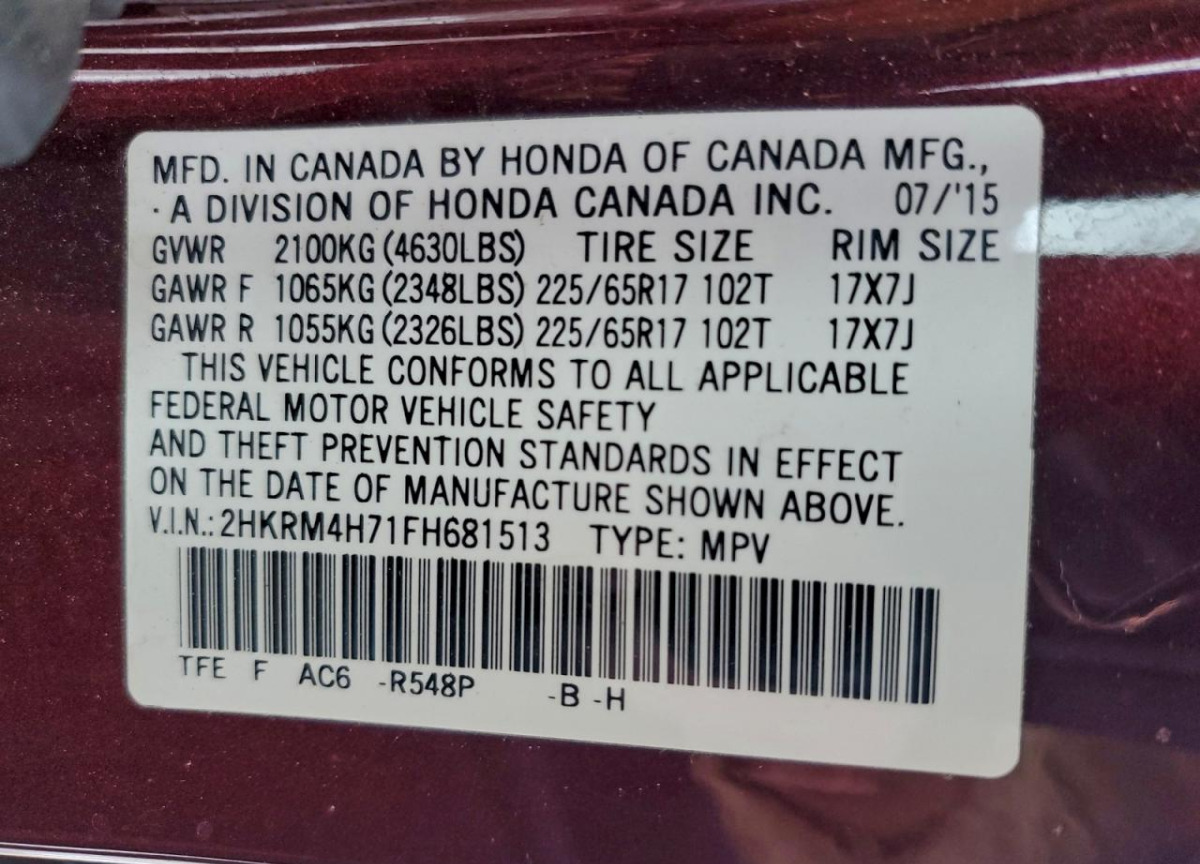 MFD. IN CANADA BY HONDA OF CANADA MFG.,
· A DIVISION OF HONDA CANADA INC. 07/'15
GVWR 2100KG (4630LBS) TIRE SIZE RIM SIZE
GAWR F 1065KG (2348LBS) 225/65R17 102T 17X7J
GAWR R 1055KG (2326LBS) 225/65R17 102T 17X7J
THIS VEHICLE CONFORMS TO ALL APPLICABLE
FEDERAL MOTOR VEHICLE SAFETY
AND THEFT PREVENTION STANDARDS IN EFFECT
ON THE DATE OF MANUFACTURE SHOWN ABOVE.
V.I.N.: 2HKRM4H71FH681513 TYPE: MPV
TFE F AC6 -R548P -B -H